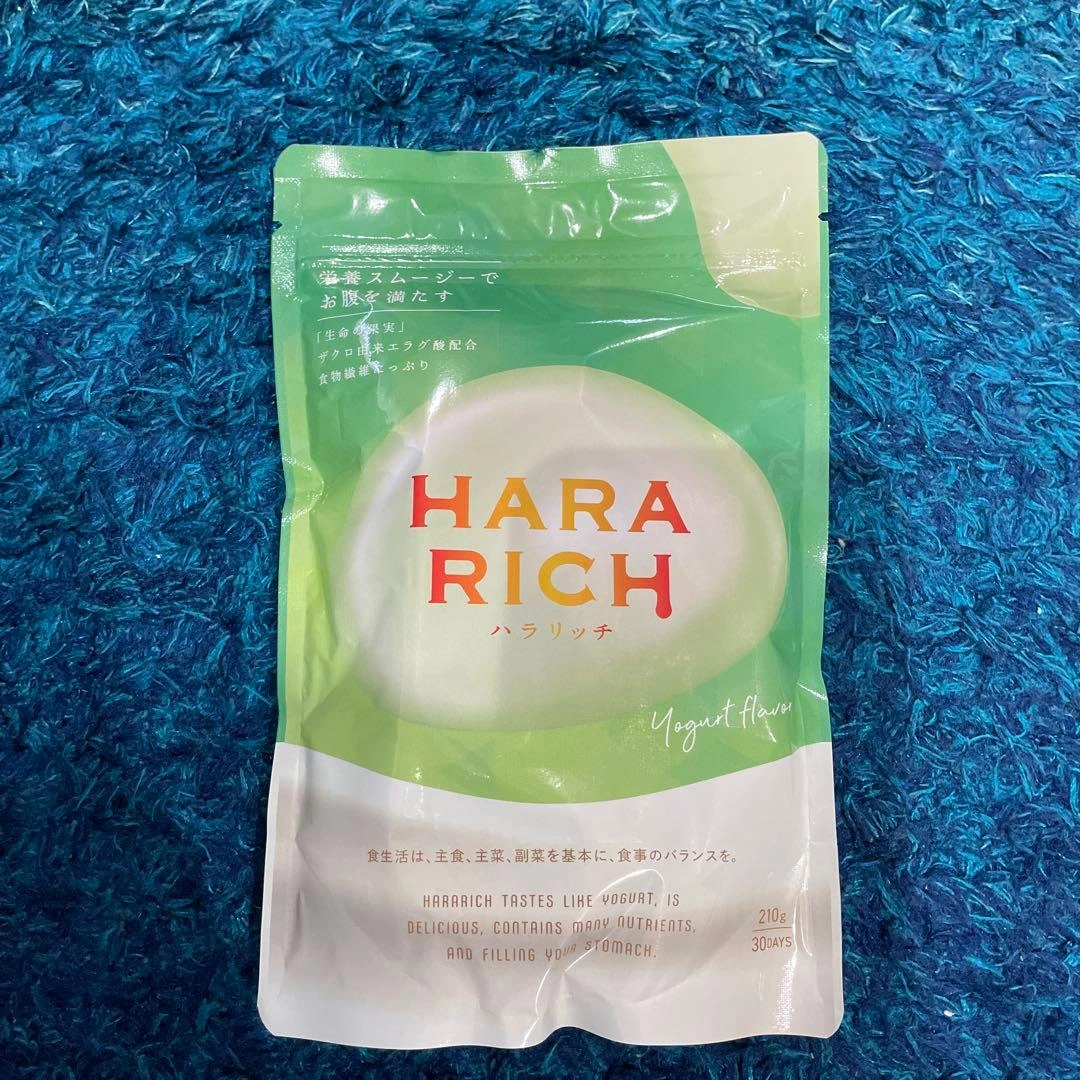 栄養スムージーで
お腹を満たす
「生命の果実」
ザクロ由来エラグ酸配合
食物繊維たっぷり
HARA
RICH
ハラリッチ
Yogurt flavor
食生活は、主食、主菜、副菜を基本に、食事のバランスを。
HARARICH TASTES LIKE YOGURT, IS
DELICIOUS, CONTAINS MANY NUTRIENTS,
AND FILLING YOUR STOMACH.
210g
30DAYS